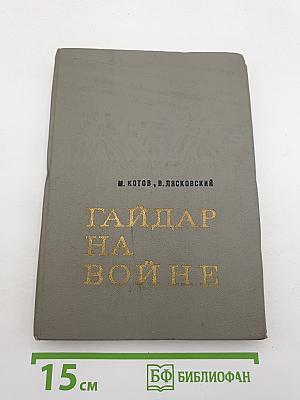 М. КОТОВ, В. ЛЯСКОВСКИЙ
ГАЙДАР
НА
ВОЙНЕ
15 см
БФ БИБЛИОФАН